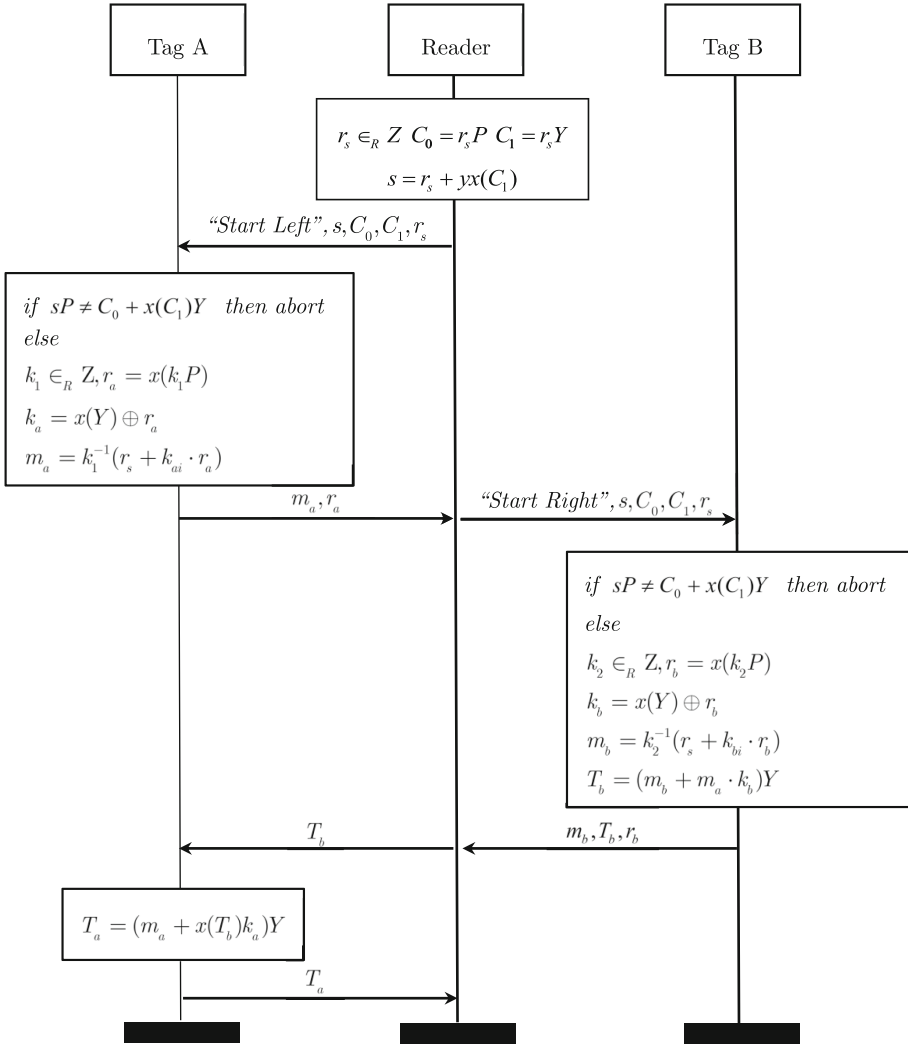 Tag A
Reader
Tag B
r_s ∈_R Z C_0 = r_s P C_1 = r_s Y
s = r_s + yx(C_1)
“Start Left”, s, C_0, C_1, r_s
if sP ≠ C_0 + x(C_1)Y then abort
else
k_1 ∈_R Z, r_a = x(k_1 P)
k_a = x(Y) ⊕ r_a
m_a = k_1^{-1}(r_s + k_{ai} · r_a)
m_a, r_a
“Start Right”, s, C_0, C_1, r_s
if sP ≠ C_0 + x(C_1)Y then abort
else
k_2 ∈_R Z, r_b = x(k_2 P)
k_b = x(Y) ⊕ r_b
m_b = k_2^{-1}(r_s + k_{bi} · r_b)
T_b = (m_b + m_a · k_b)Y
T_b
m_b, T_b, r_b
T_a = (m_a + x(T_b)k_a)Y
T_a